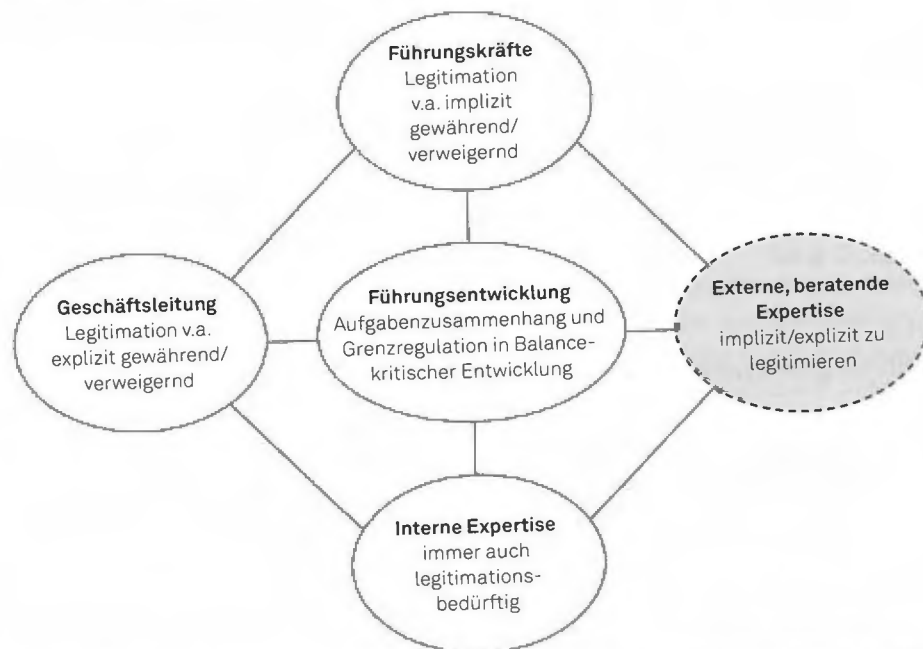 Führungskräfte
Legitimation
v.a. implizit
gewährend/
verweigernd
Geschäftsleitung
Legitimation v.a.
explizit gewährend/
verweigernd
Führungsentwicklung
Aufgabenzusammenhang und
Grenzregulation in Balance-
kritischer Entwicklung
Externe, beratende
Expertise
implizit/explizit zu
legitimieren
Interne Expertise
immer auch
legitimations-
bedürftig